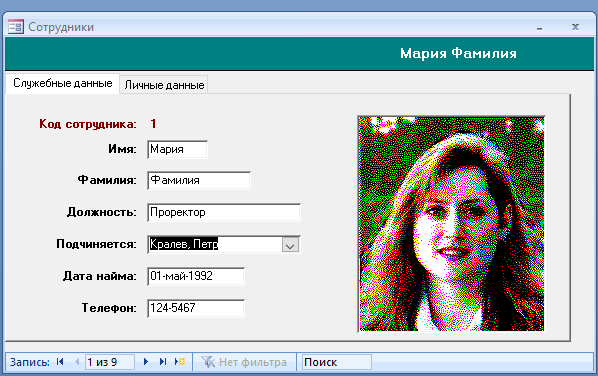 Сотрудники
Мария Фамилия
Служебные данные Личные данные
Код сотрудника: 1
Имя: Мария
Фамилия: Фамилия
Должность: Проректор
Подчиняется: Кралев, Петр
Дата найма: 01-май-1992
Телефон: 124-5467
Запись: 1 из 9 Нет фильтра Поиск